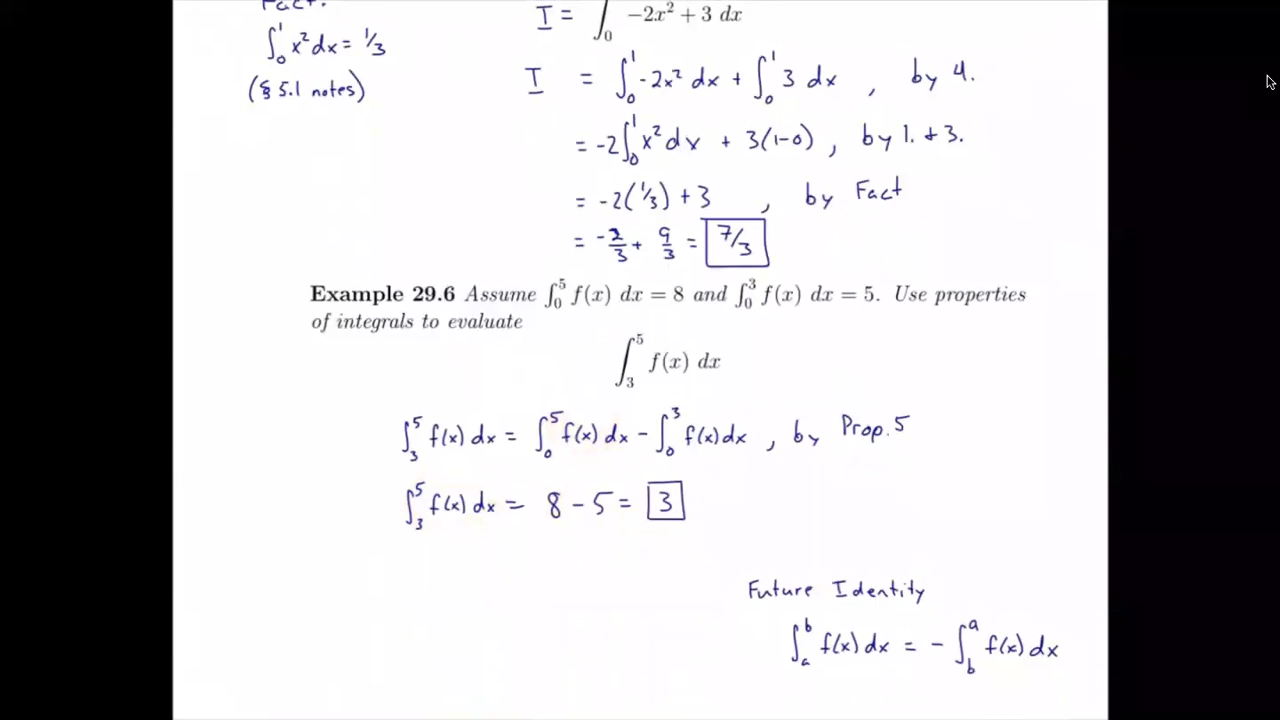 Fact:
∫₀¹ x² dx = 1/3
(§ 5.1 notes)
I = ∫₀ −2x² + 3 dx
I = ∫₀¹ -2x² dx + ∫₀¹ 3 dx , by 4.
= -2∫₀¹ x² dx + 3(1-0) , by 1. + 3.
= -2(1/3) + 3 , by Fact
= -2/3 + 9/3 = 7/3
Example 29.6 Assume ∫₀⁵ f(x) dx = 8 and ∫₀³ f(x) dx = 5. Use properties
of integrals to evaluate
∫₃⁵ f(x) dx
∫₃⁵ f(x) dx = ∫₀⁵ f(x) dx - ∫₀³ f(x) dx , by Prop. 5
∫₃⁵ f(x) dx = 8 - 5 = 3
Future Identity
∫ₐᵇ f(x) dx = - ∫_b^a f(x) dx